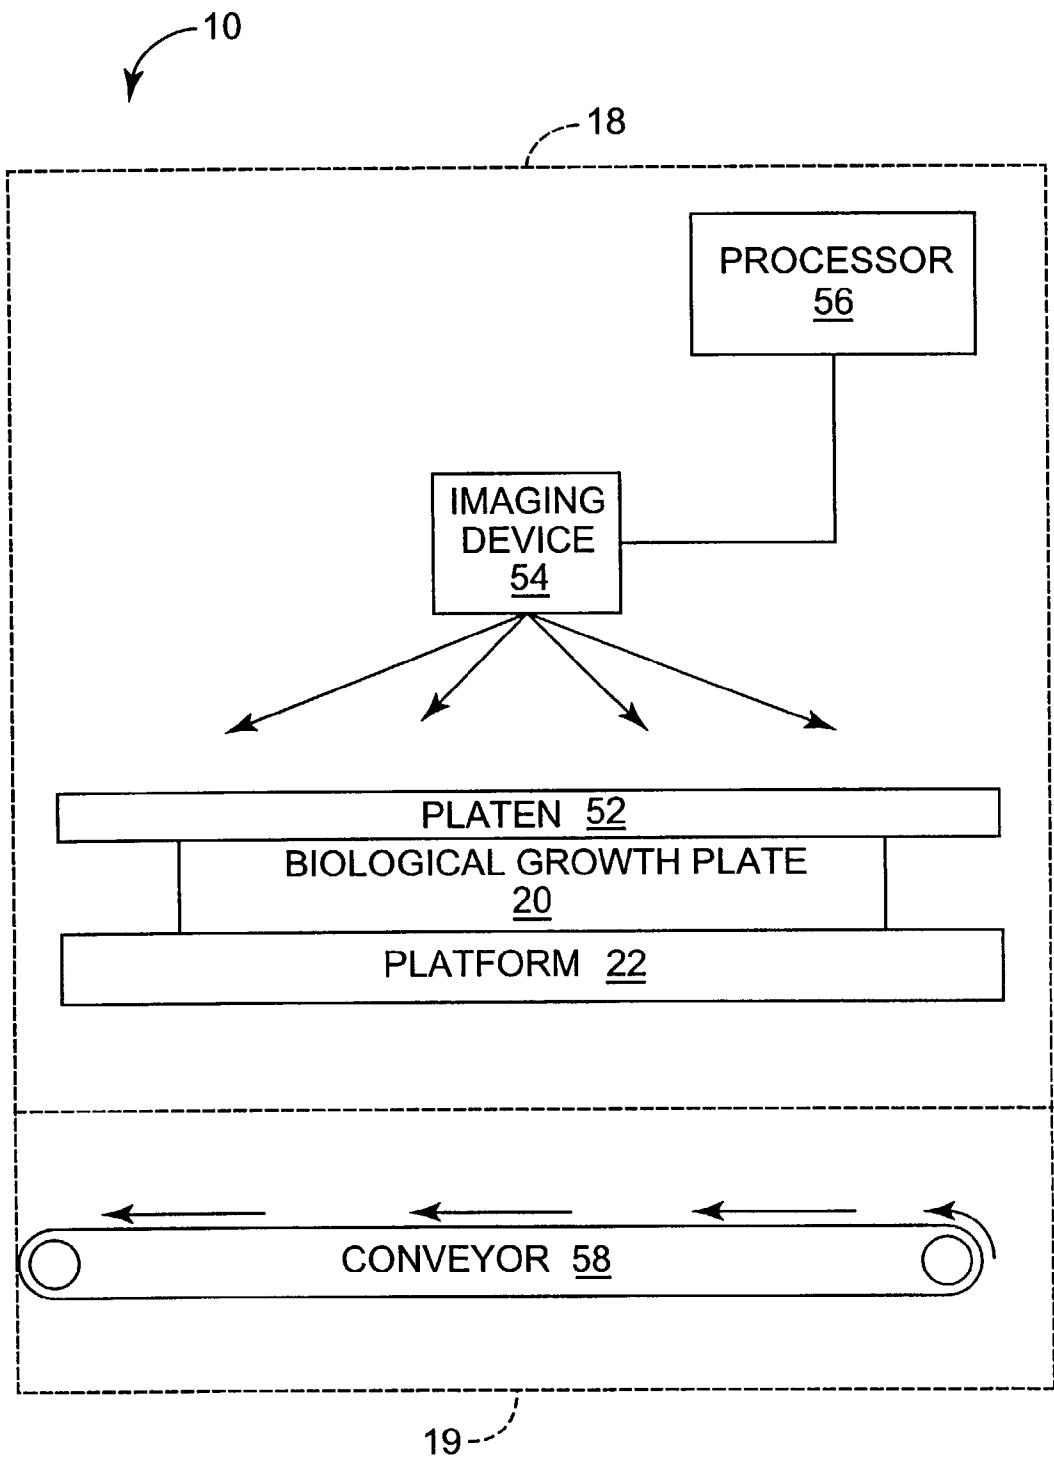 10
18
PROCESSOR
56
IMAGING
DEVICE
54
PLATEN 52
BIOLOGICAL GROWTH PLATE
20
PLATFORM 22
CONVEYOR 58
19